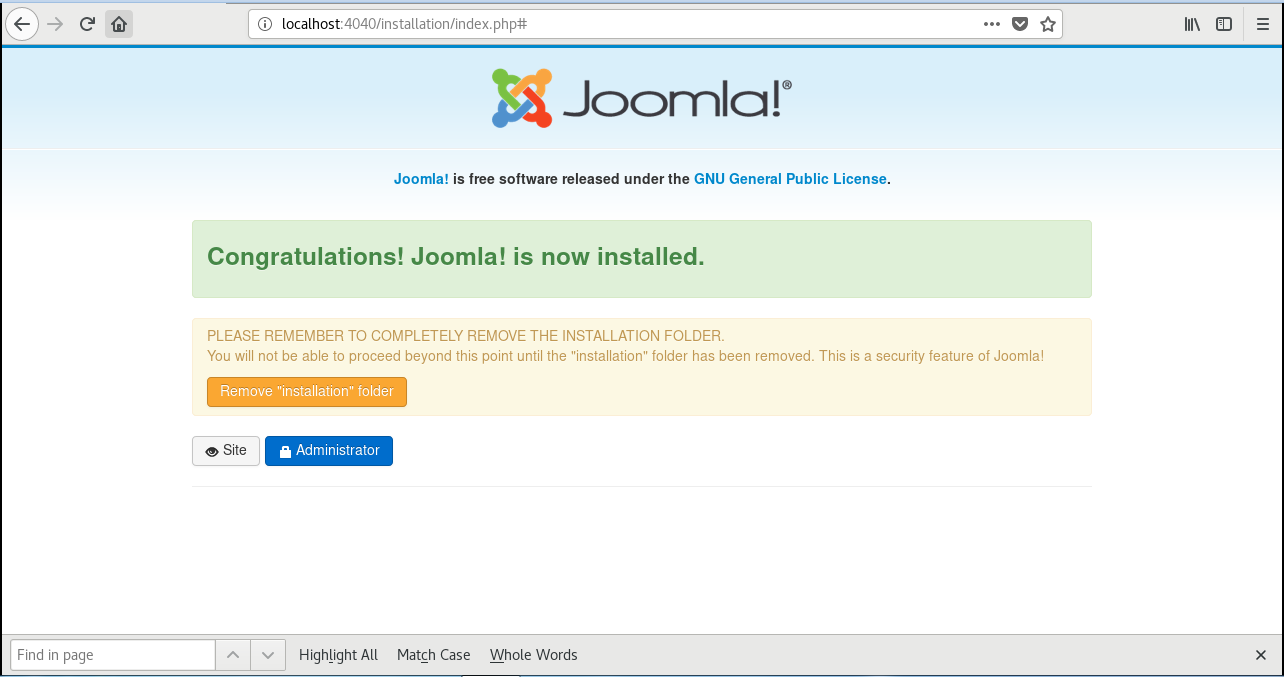 localhost:4040/installation/index.php#
Joomla!®
Joomla! is free software released under the GNU General Public License.
Congratulations! Joomla! is now installed.
PLEASE REMEMBER TO COMPLETELY REMOVE THE INSTALLATION FOLDER.
You will not be able to proceed beyond this point until the "installation" folder has been removed. This is a security feature of Joomla!
Remove "installation" folder
Site Administrator
Find in page Highlight All Match Case Whole Words